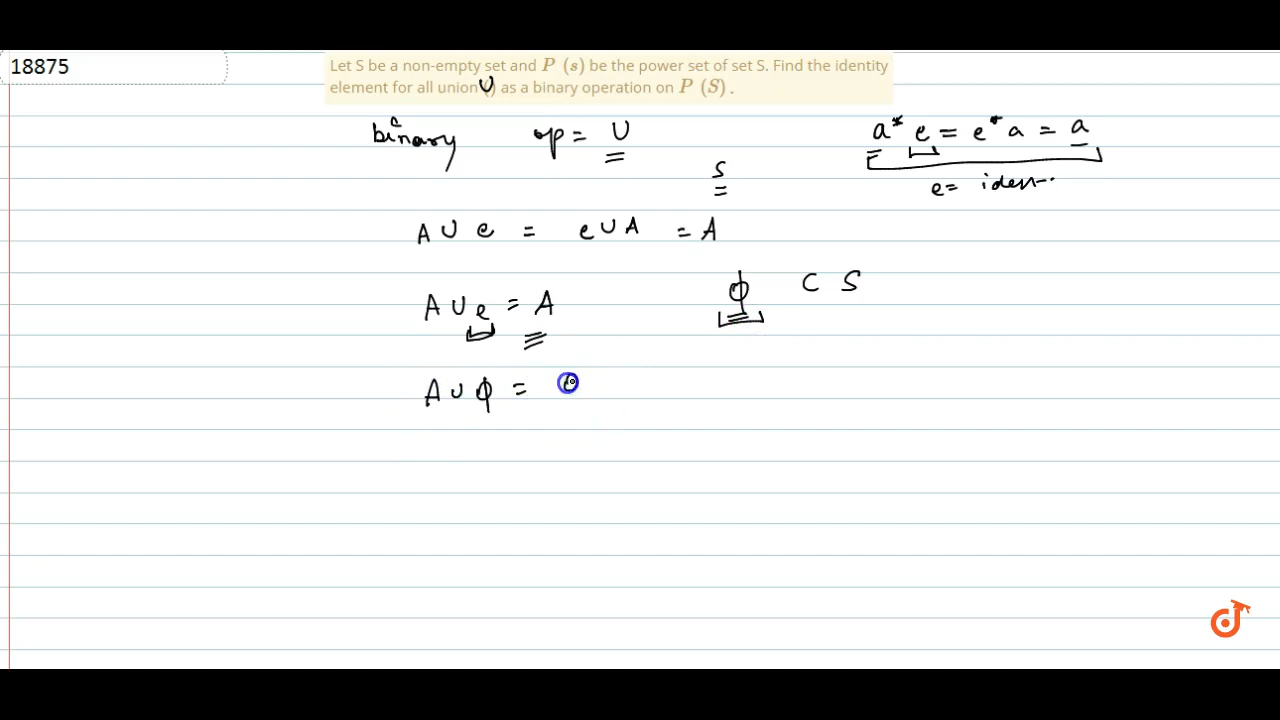 18875
Let S be a non-empty set and P (s) be the power set of set S. Find the identity
element for all union ∪ as a binary operation on P (S).
binary op = ∪
a * e = e * a = a
e = iden
S
A ∪ e = e ∪ A = A
A ∪ e = A
ϕ ⊂ S
A ∪ ϕ =